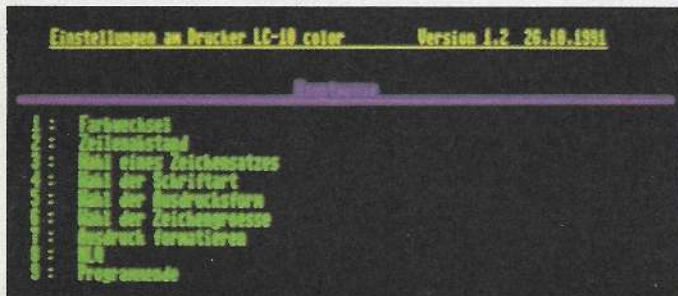 Einstellungen am Drucker LC-10 color Version 1.2 26.10.1991
Farbwechsel
Zeilenabstand
Wahl eines Zeichensatzes
Wahl der Schriftart
Wahl der Ausdrucksform
Wahl der Zeichengroesse
Ausdruck formatieren
NLQ
Programmende